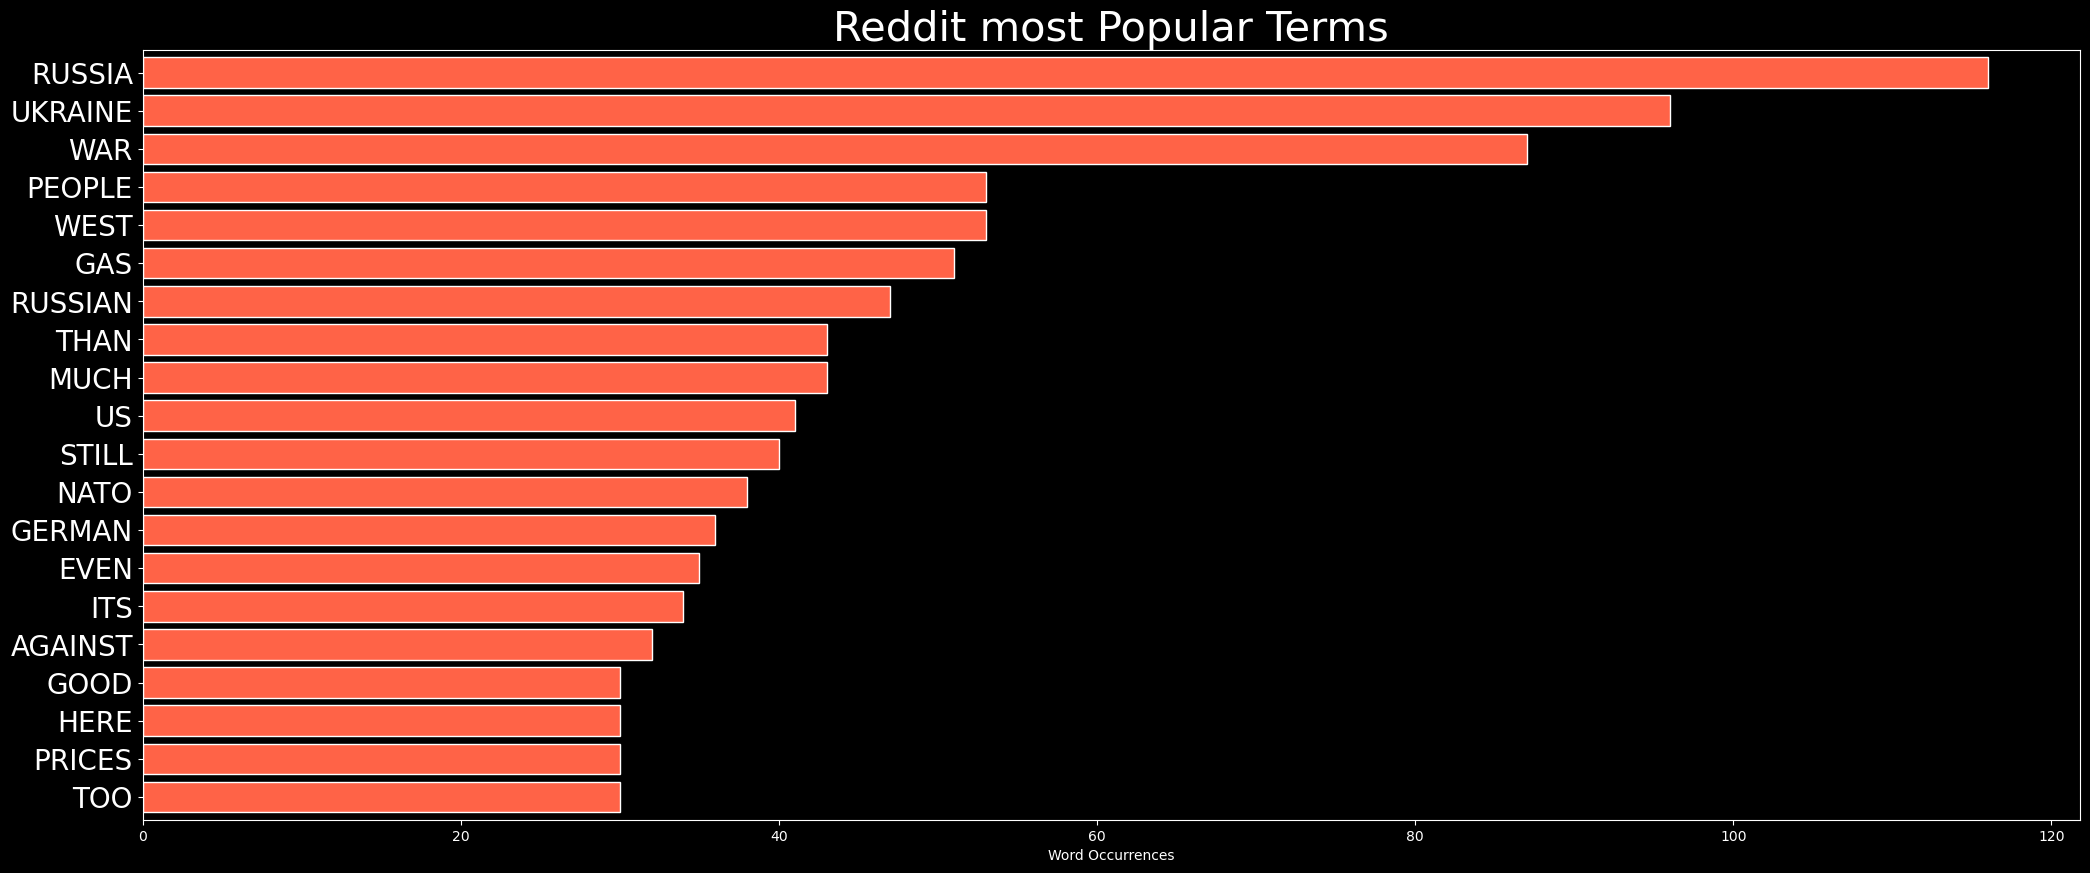 Reddit most Popular Terms
RUSSIA
UKRAINE
WAR
PEOPLE
WEST
GAS
RUSSIAN
THAN
MUCH
US
STILL
NATO
GERMAN
EVEN
ITS
AGAINST
GOOD
HERE
PRICES
TOO
0 20 40 60 80 100 120
Word Occurrences